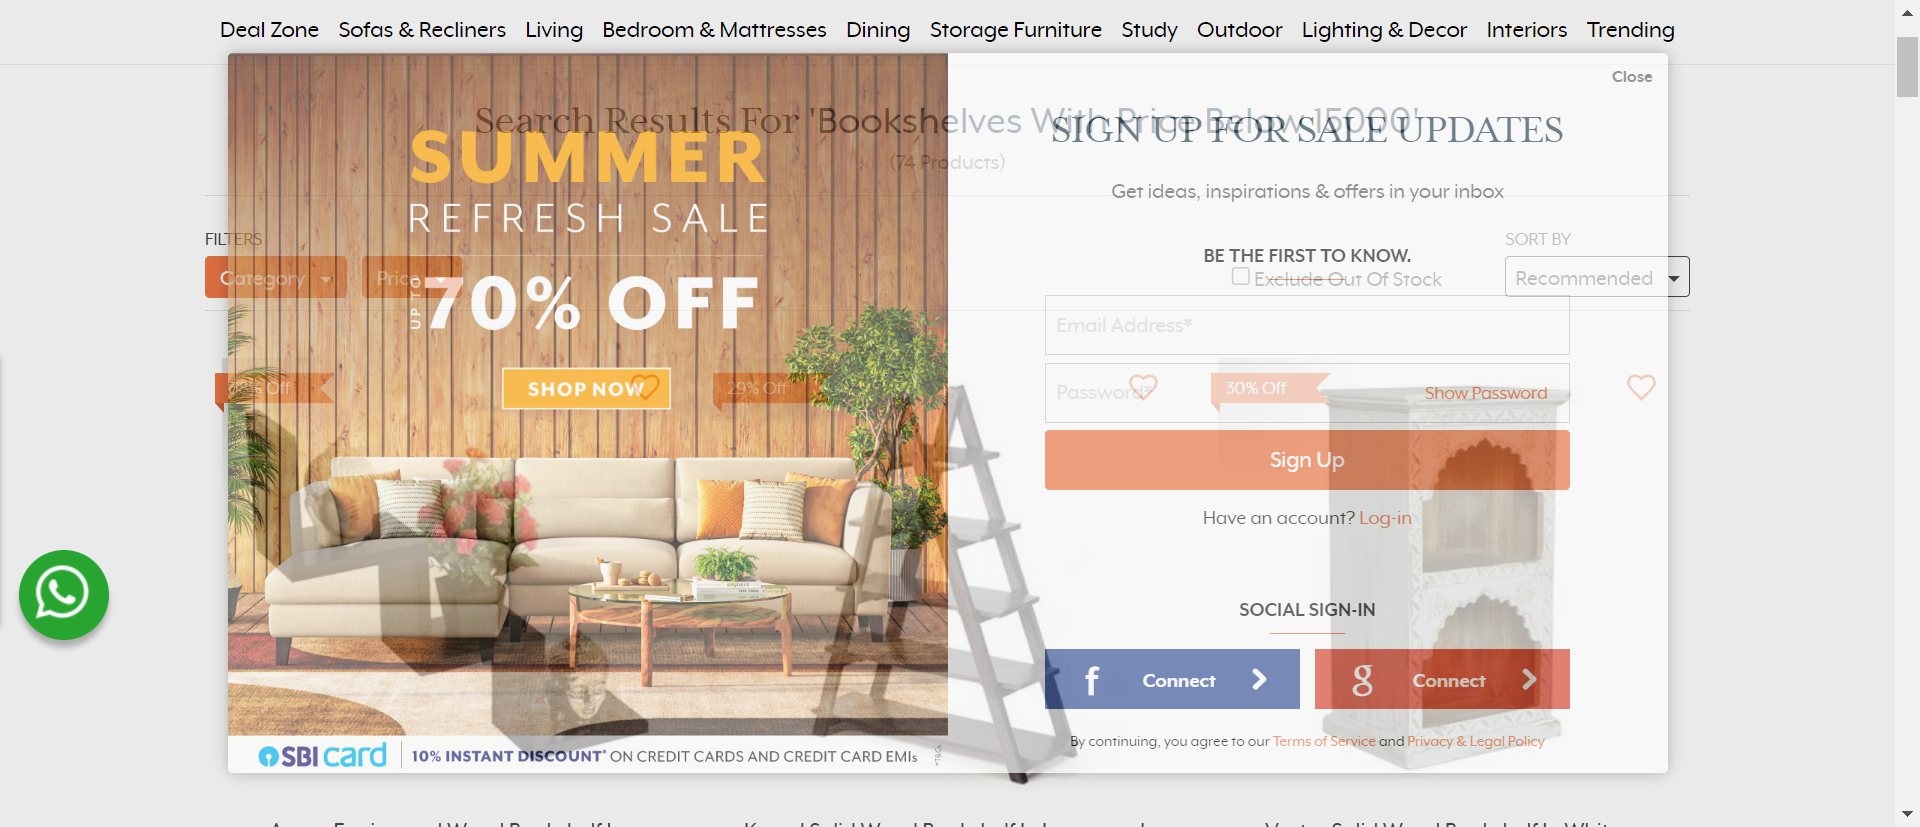 Deal Zone Sofas & Recliners Living Bedroom & Mattresses Dining Storage Furniture Study Outdoor Lighting & Decor Interiors Trending
Close
Search Results For 'Bookshelves With Price Below 15000'
(74 Products)
SUMMER
REFRESH SALE
UP TO
70% OFF
SHOP NOW
SIGN UP FOR SALE UPDATES
Get ideas, inspirations & offers in your inbox
FILTERS
Category
Price
BE THE FIRST TO KNOW.
Exclude Out Of Stock
SORT BY
Recommended
Email Address*
Password*
Show Password
29% Off
30% Off
Sign Up
Have an account? Log-in
SOCIAL SIGN-IN
f Connect
g Connect
By continuing, you agree to our Terms of Service and Privacy & Legal Policy
SBI card 10% INSTANT DISCOUNT* ON CREDIT CARDS AND CREDIT CARD EMIs